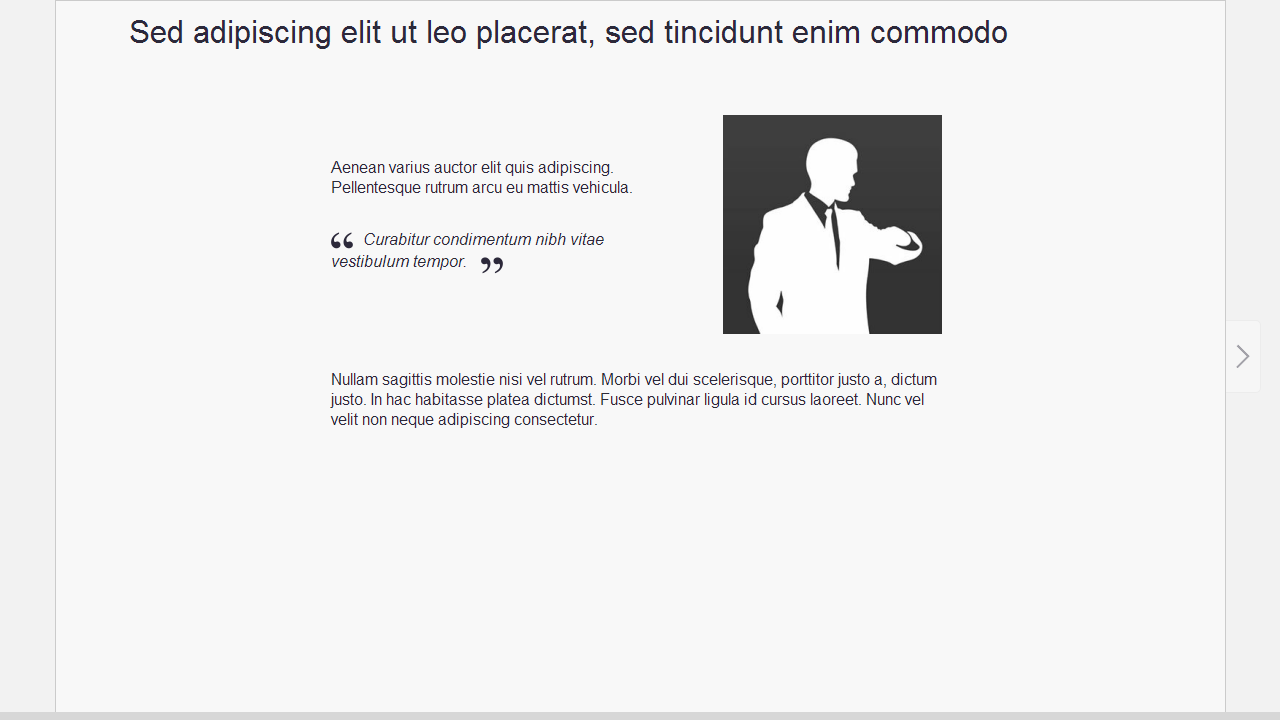 Sed adipiscing elit ut leo placerat, sed tincidunt enim commodo
Aenean varius auctor elit quis adipiscing.
Pellentesque rutrum arcu eu mattis vehicula.
“ Curabitur condimentum nibh vitae
vestibulum tempor. ”
Nullam sagittis molestie nisi vel rutrum. Morbi vel dui scelerisque, porttitor justo a, dictum
justo. In hac habitasse platea dictumst. Fusce pulvinar ligula id cursus laoreet. Nunc vel
velit non neque adipiscing consectetur.